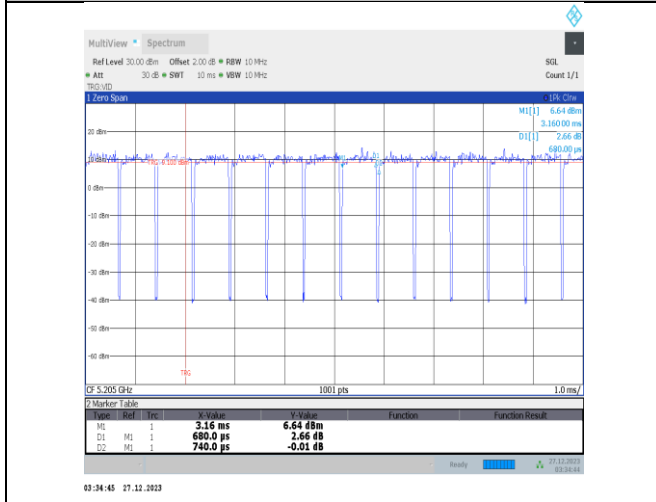 MultiView Spectrum
Ref Level 30.00 dBm Offset 2.00 dB RBW 10 MHz SGL
Att 30 dB SWT 10 ms VBW 10 MHz Count 1/1
TRG:VID
1 Zero Span 1Pk Clrw
M1[1] 6.64 dBm
3.160 00 ms
D1[1] 2.66 dB
680.00 µs
20 dBm
0 dBm
-10 dBm
-20 dBm
-30 dBm
-40 dBm
-50 dBm
-60 dBm
TRG
CF 5.205 GHz 1001 pts 1.0 ms/
2 Marker Table
Type Ref Trc X-Value Y-Value Function Function Result
M1 1 3.16 ms 6.64 dBm
D1 M1 1 680.0 µs 2.66 dB
D2 M1 1 740.0 µs -0.01 dB
Ready 27.12.2023
03:34:44
03:34:45 27.12.2023